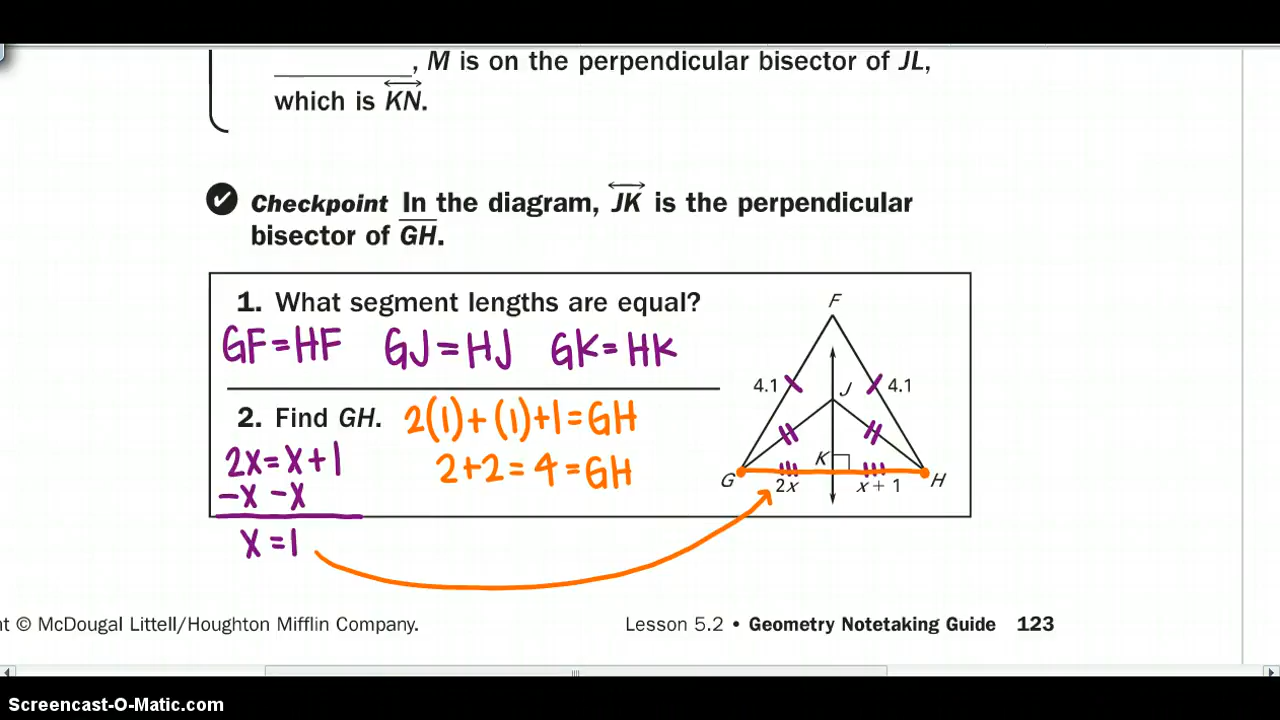 __________, M is on the perpendicular bisector of JL,
which is KN.
Checkpoint In the diagram, JK is the perpendicular
bisector of GH.
1. What segment lengths are equal?
GF=HF GJ=HJ GK=HK
2. Find GH. 2(1)+(1)+1=GH
2x=x+1 2+2=4=GH
-x -x
x=1
F
4.1 4.1
J
K
G 2x x + 1 H
nt © McDougal Littell/Houghton Mifflin Company. Lesson 5.2 • Geometry Notetaking Guide 123
Screencast-O-Matic.com